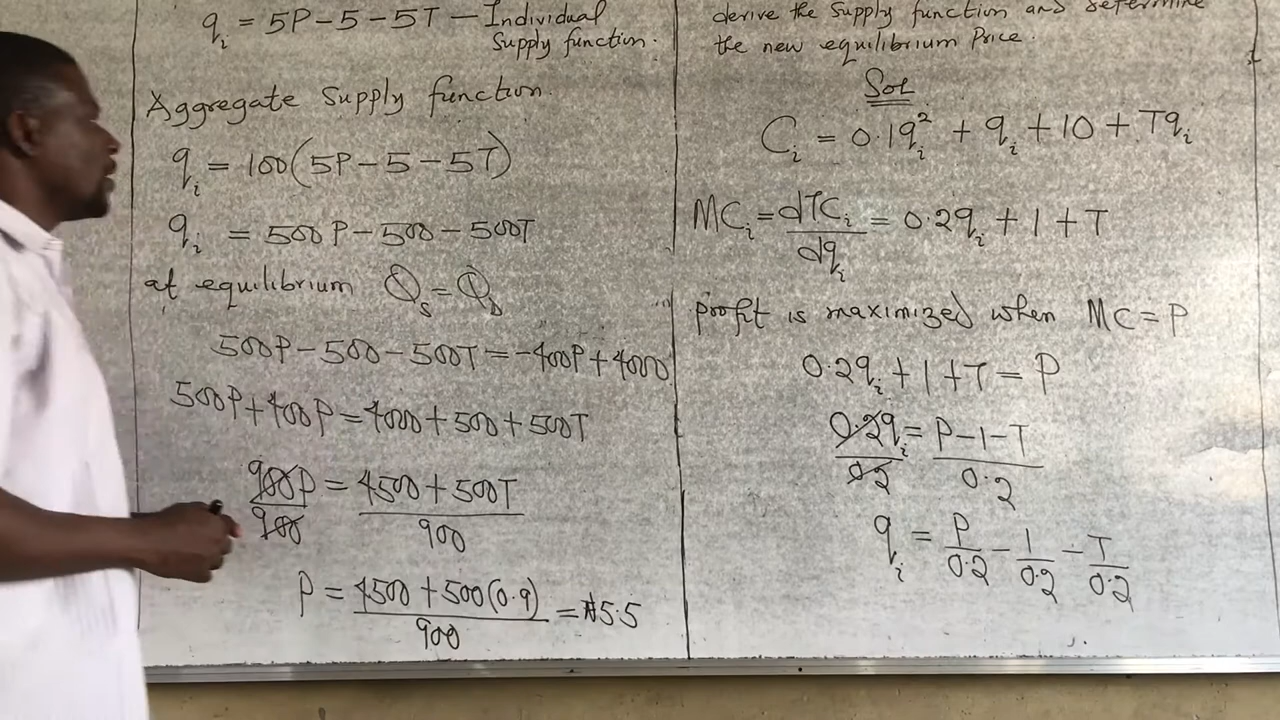 q_i = 5P - 5 - 5T — Individual
Supply function.
Aggregate Supply function.
q_i = 100(5P - 5 - 5T)
q_i = 500P - 500 - 500T
at equilibrium Q_s = Q_D
500P - 500 - 500T = -400P + 4000
500P + 400P = 4000 + 500 + 500T
900P/900 = (4500 + 500T)/900
P = (4500 + 500(0.9))/900 = ₦5.5
derive the supply function and determine
the new equilibrium Price.
Sol
C_i = 0.1q_i² + q_i + 10 + Tq_i
MC_i = dTC_i/dq_i = 0.2q_i + 1 + T
profit is maximized when MC = P
0.2q_i + 1 + T = P
0.2q_i/0.2 = (P - 1 - T)/0.2
q_i = P/0.2 - 1/0.2 - T/0.2